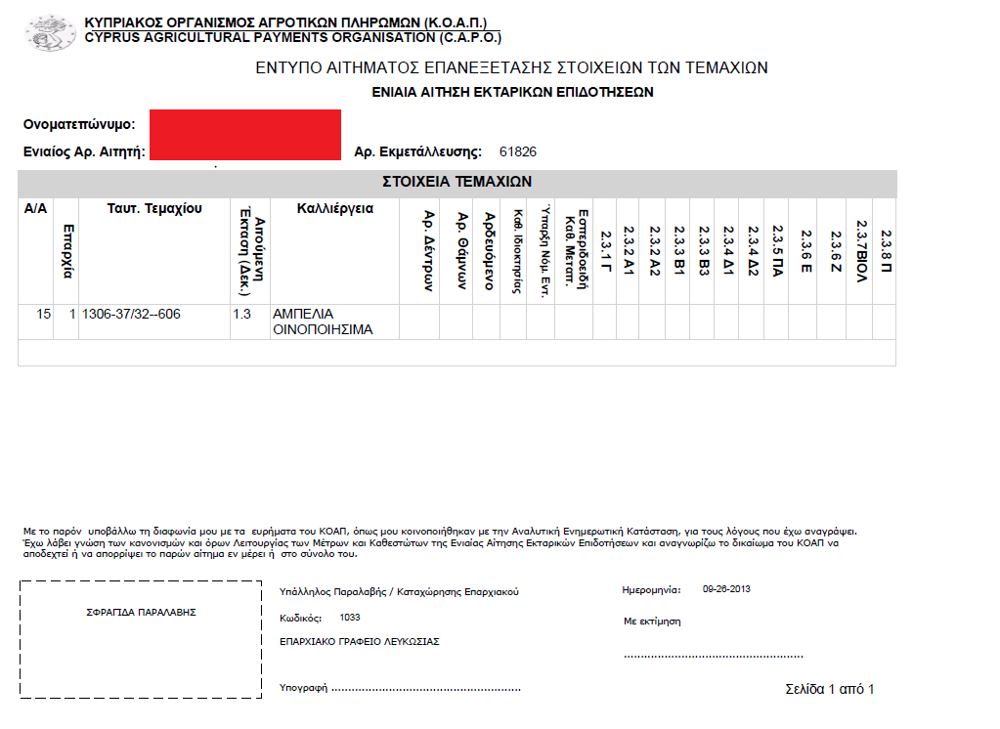 ΚΥΠΡΙΑΚΟΣ ΟΡΓΑΝΙΣΜΟΣ ΑΓΡΟΤΙΚΩΝ ΠΛΗΡΩΜΩΝ (Κ.Ο.Α.Π.)
CYPRUS AGRICULTURAL PAYMENTS ORGANISATION (C.A.P.O.)
ΕΝΤΥΠΟ ΑΙΤΗΜΑΤΟΣ ΕΠΑΝΕΞΕΤΑΣΗΣ ΣΤΟΙΧΕΙΩΝ ΤΩΝ ΤΕΜΑΧΙΩΝ
ΕΝΙΑΙΑ ΑΙΤΗΣΗ ΕΚΤΑΡΙΚΩΝ ΕΠΙΔΟΤΗΣΕΩΝ
Ονοματεπώνυμο:
Ενιαίος Αρ. Αιτητή: Αρ. Εκμετάλλευσης: 61826
ΣΤΟΙΧΕΙΑ ΤΕΜΑΧΙΩΝ
Α/Α Επαρχία Ταυτ. Τεμαχίου Αιτούμενη Έκταση (Δεκ.) Καλλιέργεια Αρ. Δέντρων Αρ. Θάμνων Αρδευόμενο Καθ. Ιδιοκτησίας Ύπαρξη Νόμ. Εντ. Εσπεριδοειδή Καθ. Μεταπ. 2.3.1 Γ 2.3.2 Α1 2.3.2 Α2 2.3.3 Β1 2.3.3 Β3 2.3.4 Δ1 2.3.4 Δ2 2.3.5 ΠΑ 2.3.6 Ε 2.3.6 Ζ 2.3.7ΒΙΟΛ 2.3.8 Π
15 1 1306-37/32--606 1.3 ΑΜΠΕΛΙΑ
ΟΙΝΟΠΟΙΗΣΙΜΑ
Με το παρόν υποβάλλω τη διαφωνία μου με τα ευρήματα του ΚΟΑΠ, όπως μου κοινοποιήθηκαν με την Αναλυτική Ενημερωτική Κατάσταση, για τους λόγους που έχω αναγράψει.
Έχω λάβει γνώση των κανονισμών και όρων Λειτουργίας των Μέτρων και Καθεστώτων της Ενιαίας Αίτησης Εκταρικών Επιδοτήσεων και αναγνωρίζω το δικαίωμα του ΚΟΑΠ να
αποδεχτεί ή να απορρίψει το παρών αίτημα εν μέρει ή στο σύνολο του.
ΣΦΡΑΓΙΔΑ ΠΑΡΑΛΑΒΗΣ
Υπάλληλος Παραλαβής / Καταχώρησης Επαρχιακού
Κωδικός: 1033
ΕΠΑΡΧΙΑΚΟ ΓΡΑΦΕΙΟ ΛΕΥΚΩΣΙΑΣ
Υπογραφή ........................................................
Ημερομηνία: 09-26-2013
Με εκτίμηση
.....................................................
Σελίδα 1 από 1